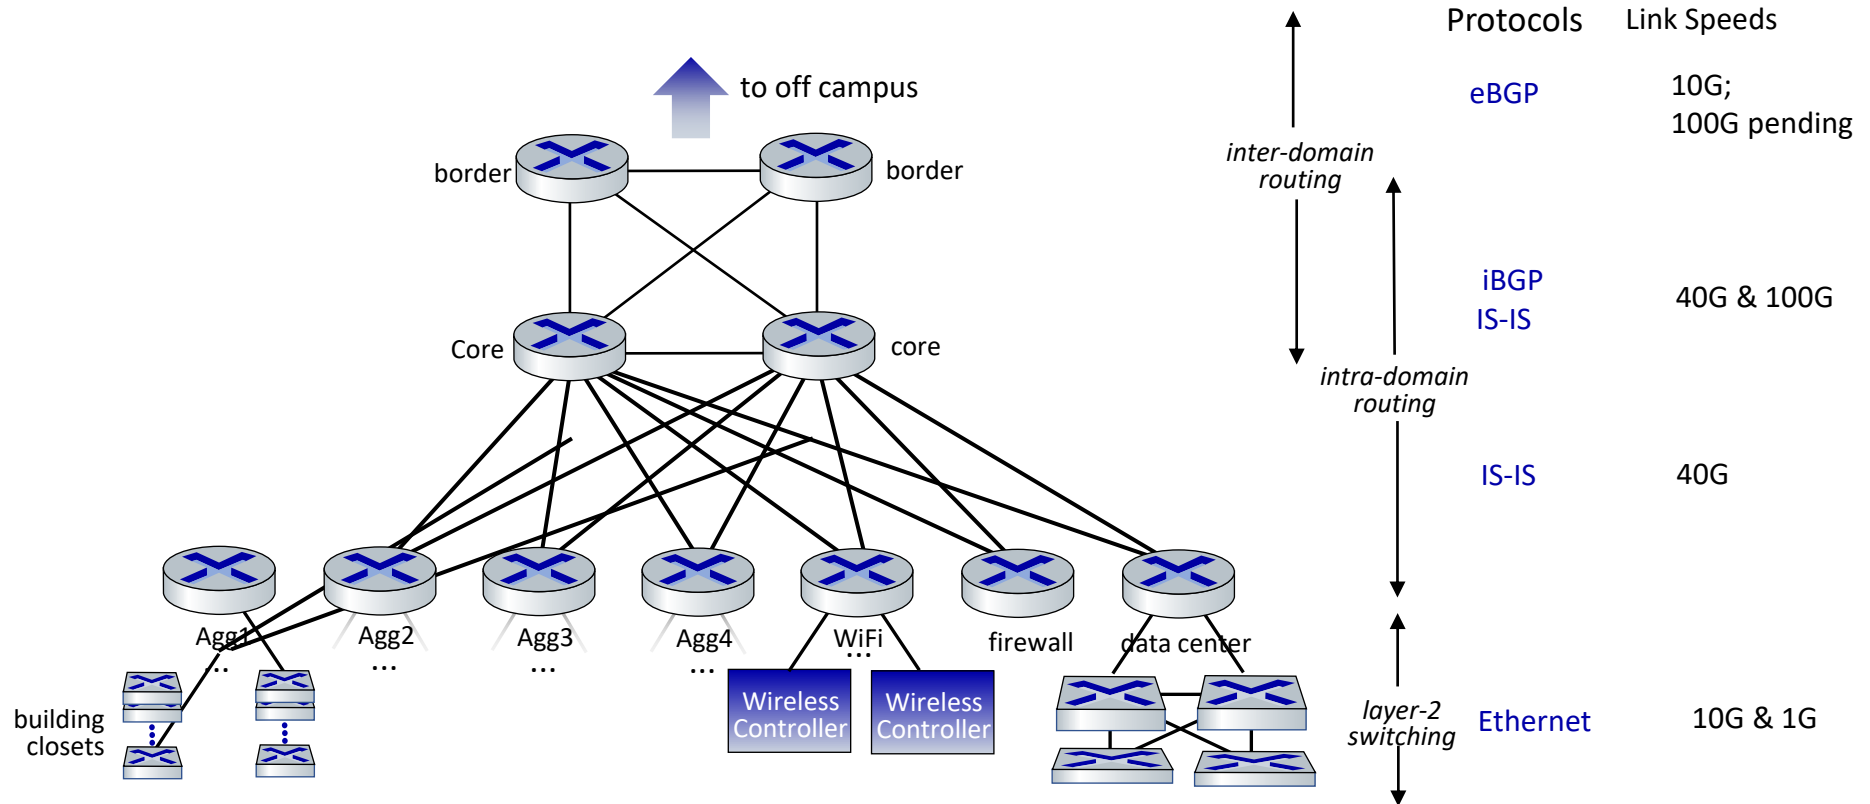 Protocols
Link Speeds
to off campus
eBGP
10G;
100G pending
border
border
inter-domain
routing
iBGP
IS-IS
40G & 100G
Core
core
intra-domain
routing
IS-IS
40G
Agg1
...
Agg2
...
Agg3
...
Agg4
...
WiFi
...
firewall
data center
building
closets
Wireless
Controller
Wireless
Controller
layer-2
switching
Ethernet
10G & 1G